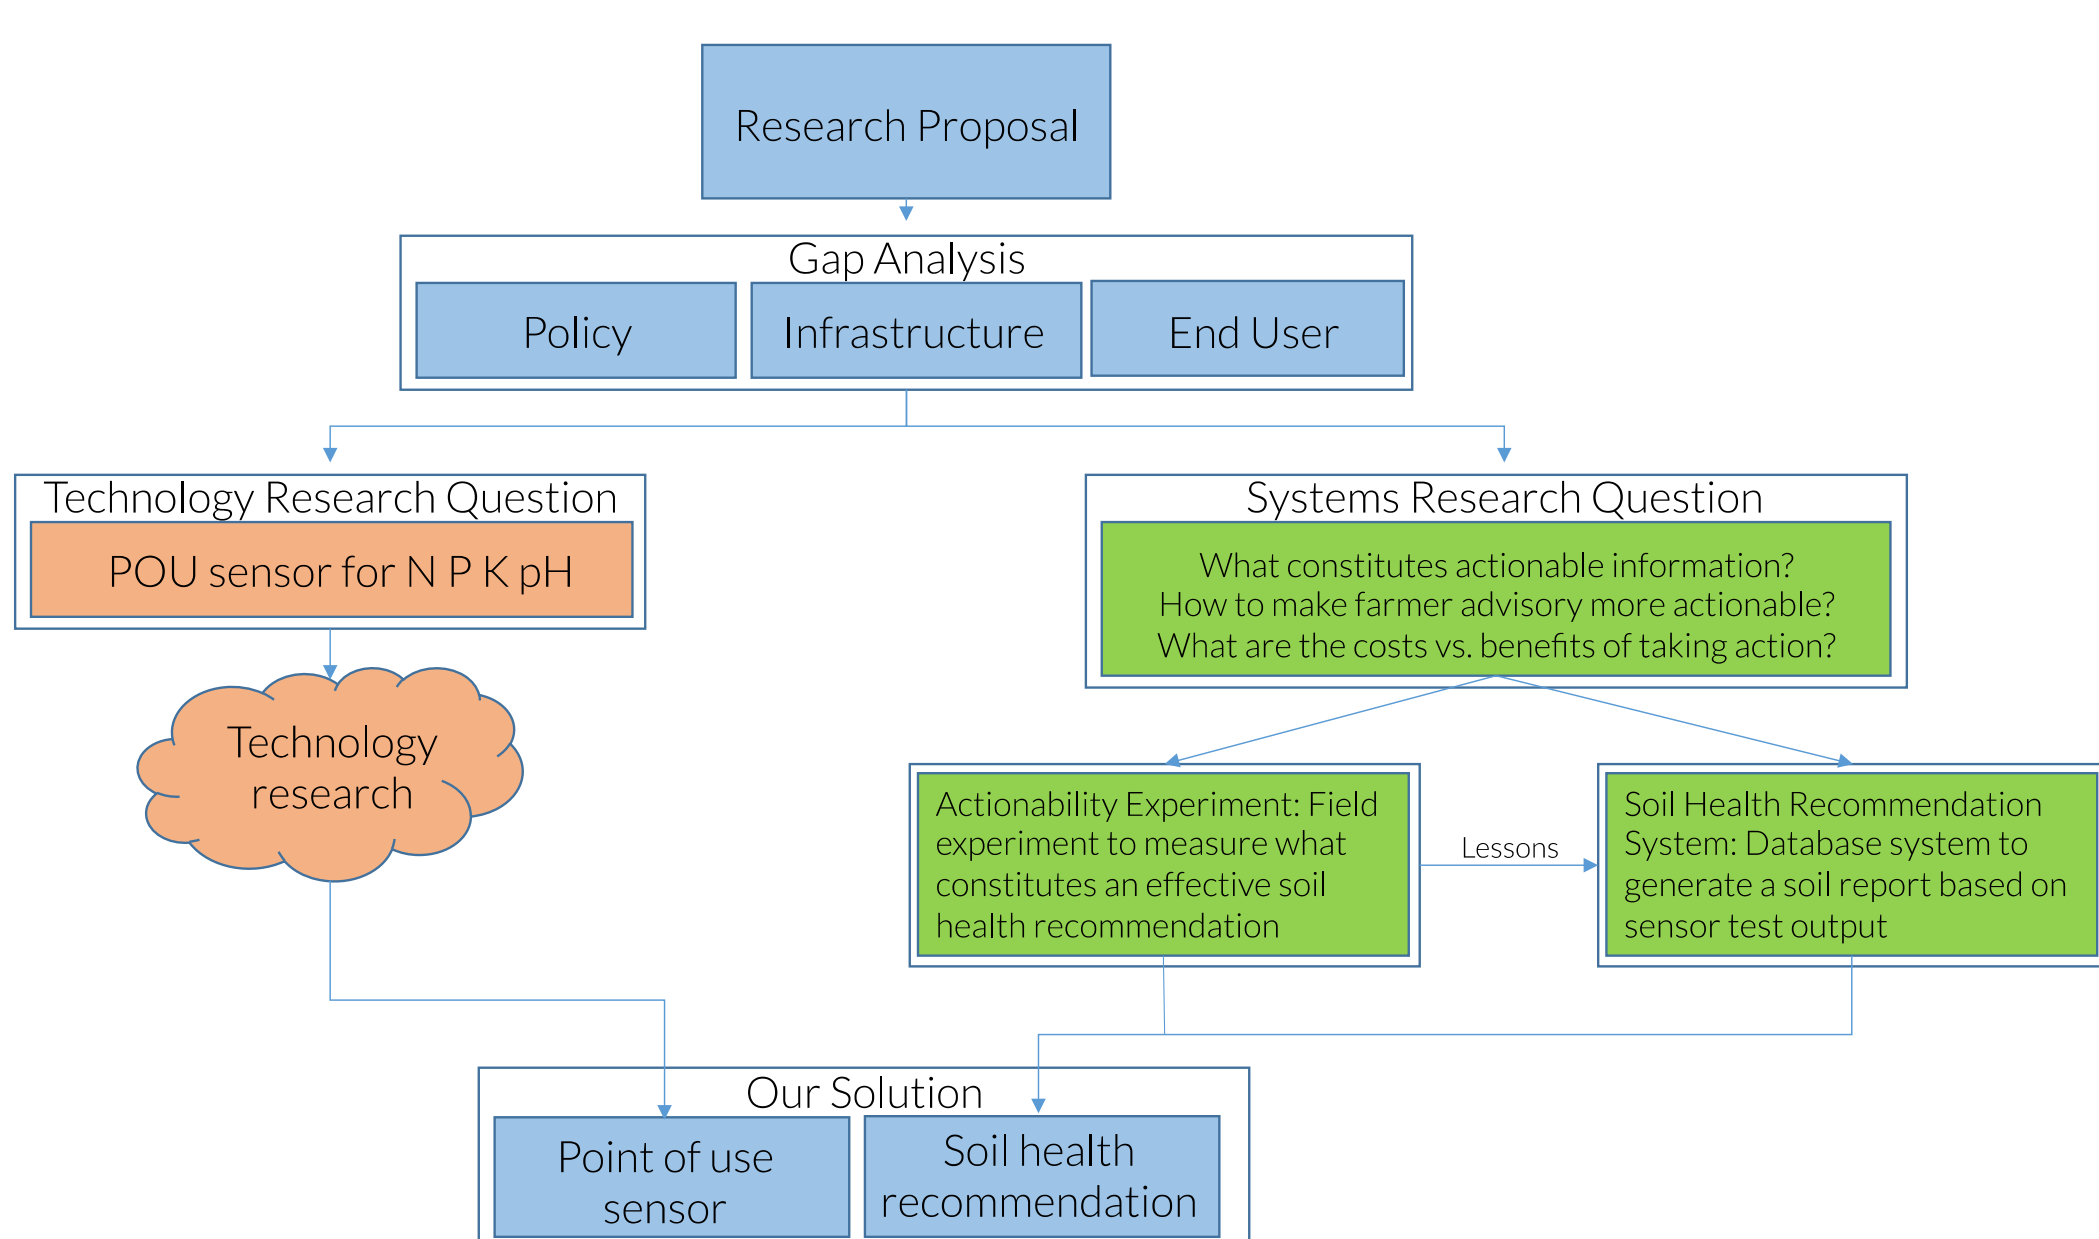 Research Proposal
Gap Analysis
Policy
Infrastructure
End User
Technology Research Question
POU sensor for N P K pH
Systems Research Question
What constitutes actionable information?
How to make farmer advisory more actionable?
What are the costs vs. benefits of taking action?
Technology
research
Actionability Experiment: Field
experiment to measure what
constitutes an effective soil
health recommendation
Lessons
Soil Health Recommendation
System: Database system to
generate a soil report based on
sensor test output
Our Solution
Point of use
sensor
Soil health
recommendation